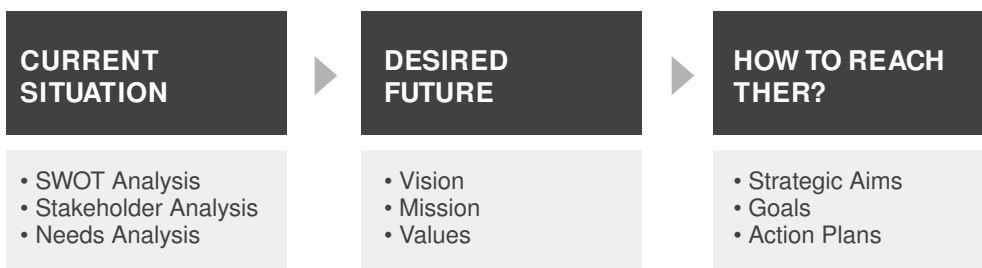 CURRENT
SITUATION
• SWOT Analysis
• Stakeholder Analysis
• Needs Analysis
DESIRED
FUTURE
• Vision
• Mission
• Values
HOW TO REACH
THER?
• Strategic Aims
• Goals
• Action Plans